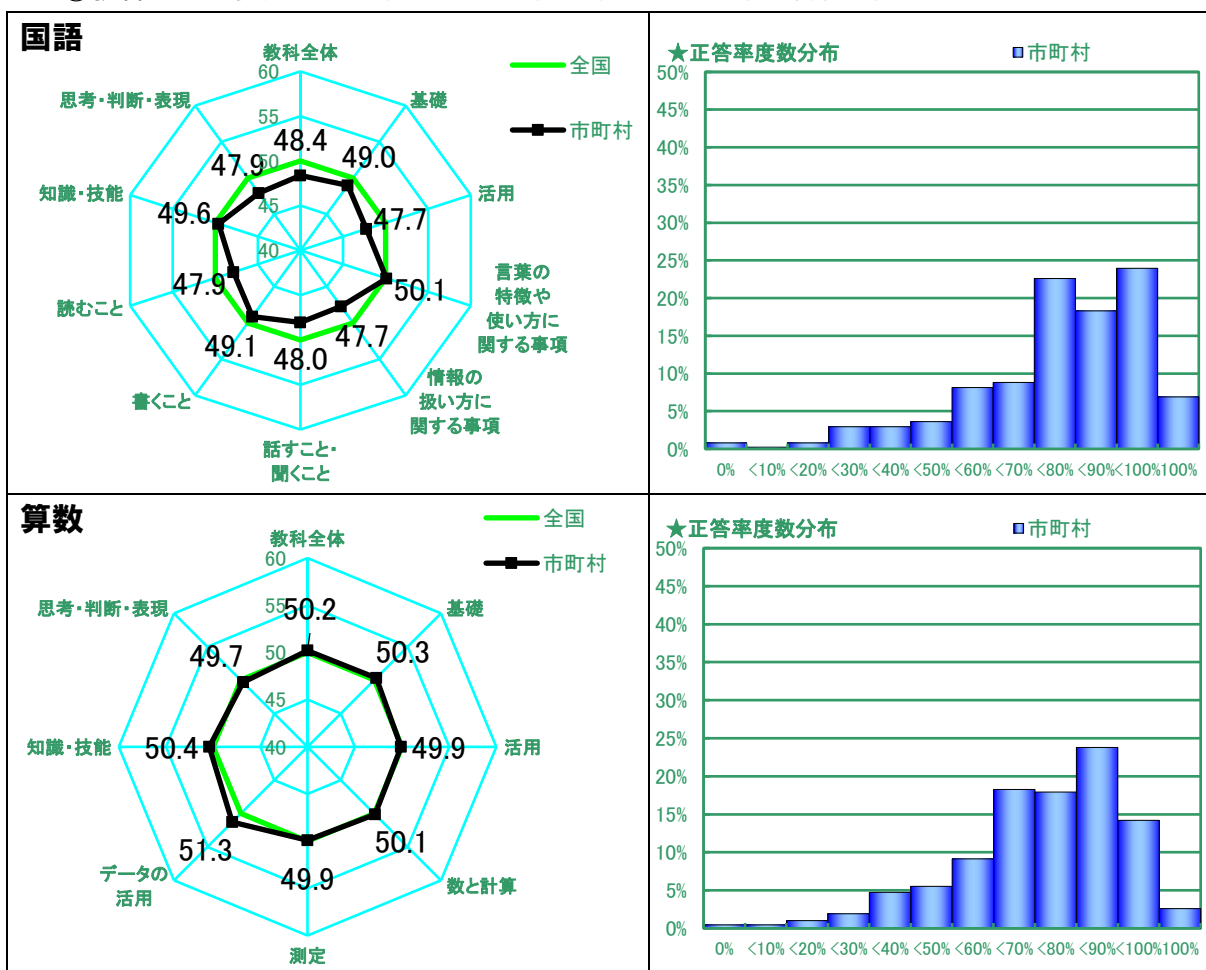 国語
教科全体
全国
市町村
60
55
50
45
40
基礎
活用
言葉の
特徴や
使い方に
関する事項
情報の
扱い方に
関する事項
話すこと・
聞くこと
書くこと
読むこと
知識・技能
思考・判断・表現
48.4
49.0
47.7
50.1
47.7
48.0
49.1
47.9
49.6
47.9
★正答率度数分布
市町村
50%
45%
40%
35%
30%
25%
20%
15%
10%
5%
0%
0% <10% <20% <30% <40% <50% <60% <70% <80% <90% <100% 100%
算数
教科全体
全国
市町村
60
55
50
45
40
基礎
活用
数と計算
測定
データの
活用
知識・技能
思考・判断・表現
50.2
50.3
49.9
50.1
49.9
51.3
50.4
49.7
★正答率度数分布
市町村
50%
45%
40%
35%
30%
25%
20%
15%
10%
5%
0%
0% <10% <20% <30% <40% <50% <60% <70% <80% <90% <100% 100%